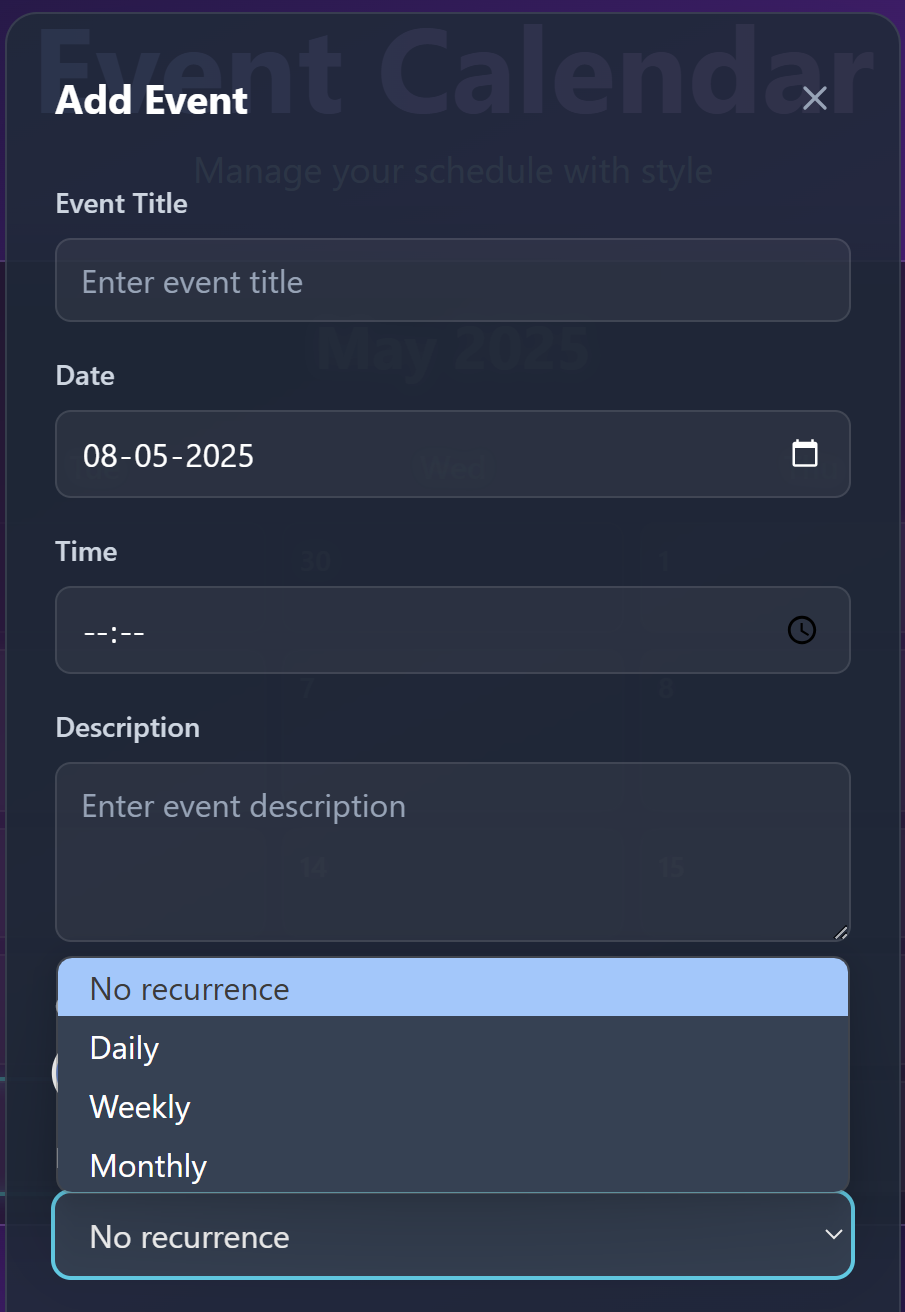 Event Calendar
Add Event
Manage your schedule with style
Event Title
Enter event title
May 2025
Date
08-05-2025
Wed
Time
30
1
--:--
7
8
Description
Enter event description
14
15
No recurrence
Daily
Weekly
Monthly
No recurrence